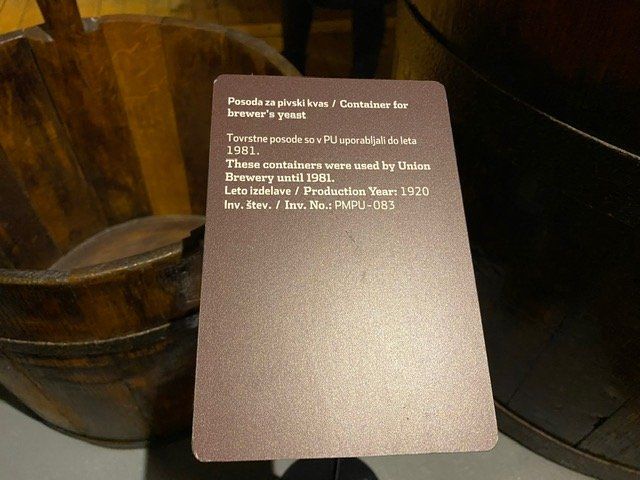 Posoda za pivski kvas / Container for
brewer's yeast
Tovrstne posode so v PU uporabljali do leta
1981.
These containers were used by Union
Brewery until 1981.
Leto izdelave / Production Year: 1920
Inv. štev. / Inv. No.: PMPU-083